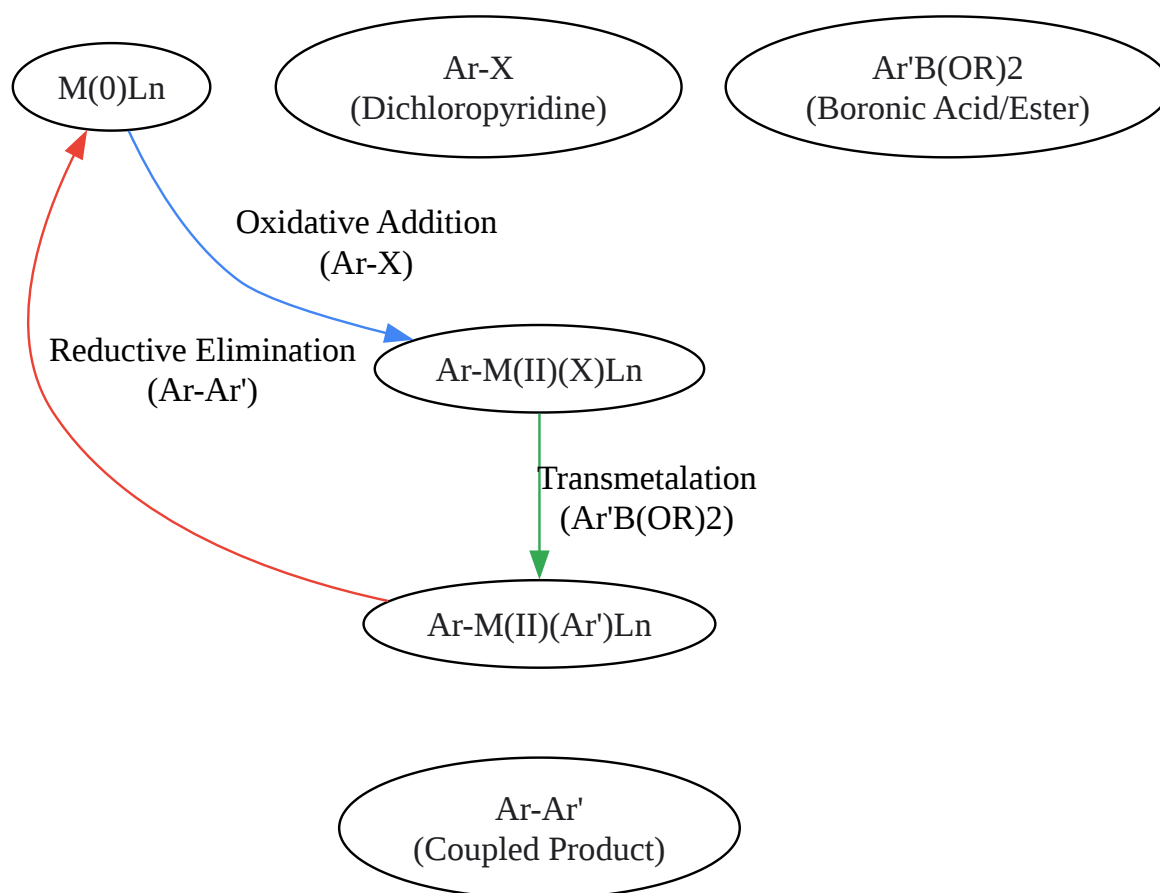 M(0)Ln
Ar-X
(Dichloropyridine)
Ar'B(OR)2
(Boronic Acid/Ester)
Oxidative Addition
(Ar-X)
Reductive Elimination
(Ar-Ar')
Ar-M(II)(X)Ln
Transmetalation
(Ar'B(OR)2)
Ar-M(II)(Ar')Ln
Ar-Ar'
(Coupled Product)